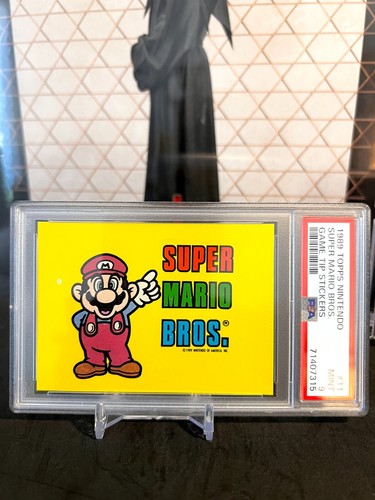 SUPER
MARIO
BROS.®
© 1989 NINTENDO OF AMERICA INC.
1989 TOPPS NINTENDO #11
SUPER MARIO BROS. MINT
GAME TIP STICKERS 9
PSA 71407315
M